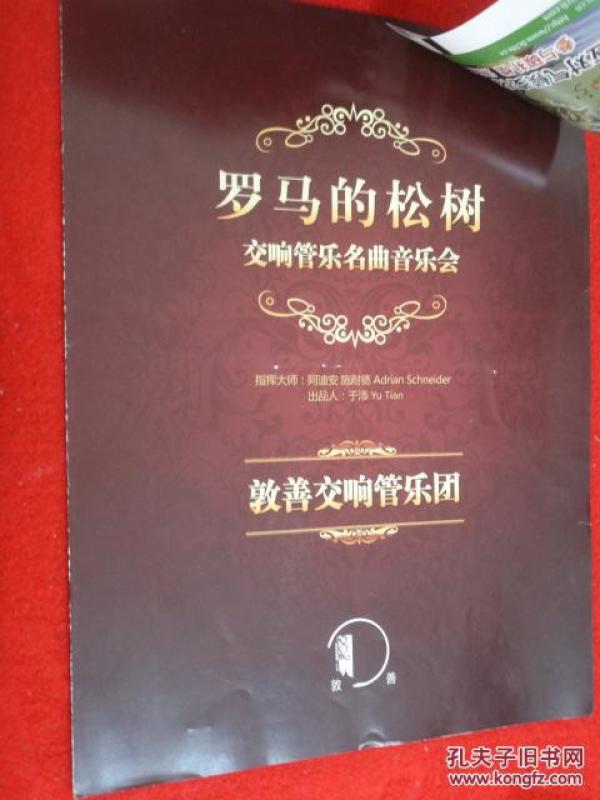 罗马的松树
交响管乐名曲音乐会
指挥大师：阿迪安 施耐德 Adrian Schneider
出品人：于添 Yu Tian
敦善交响管乐团
敦 善
孔夫子旧书网
www.kongfz.com